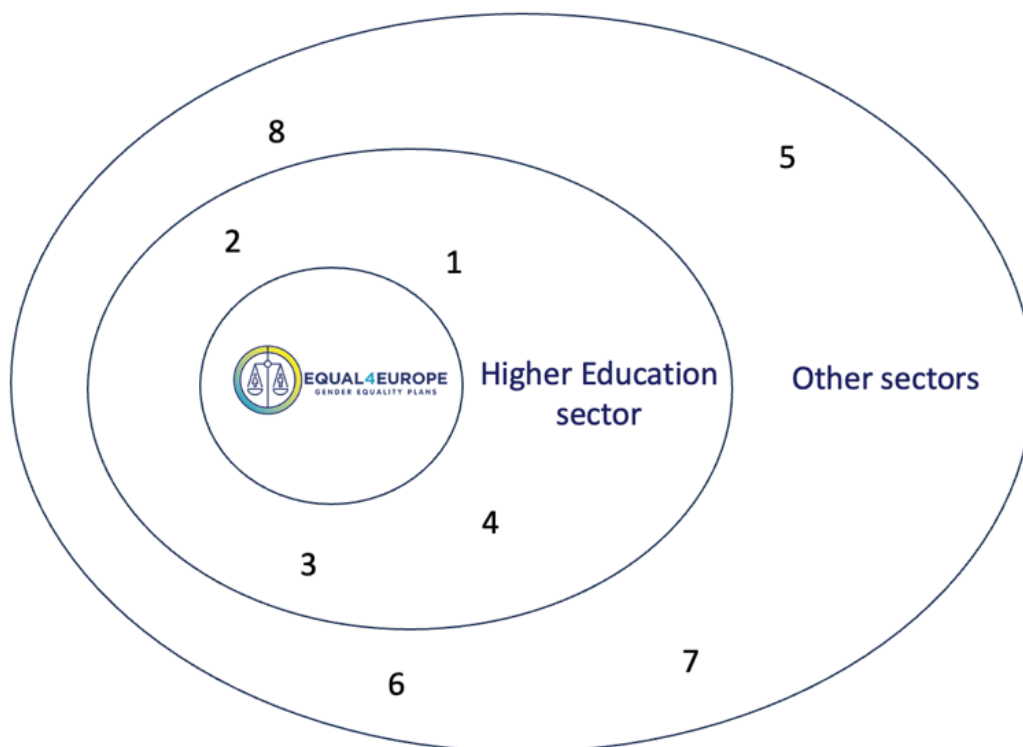 8
5
2
1
EQUAL4EUROPE
GENDER EQUALITY PLANS
Higher Education
sector
Other sectors
4
3
7
6